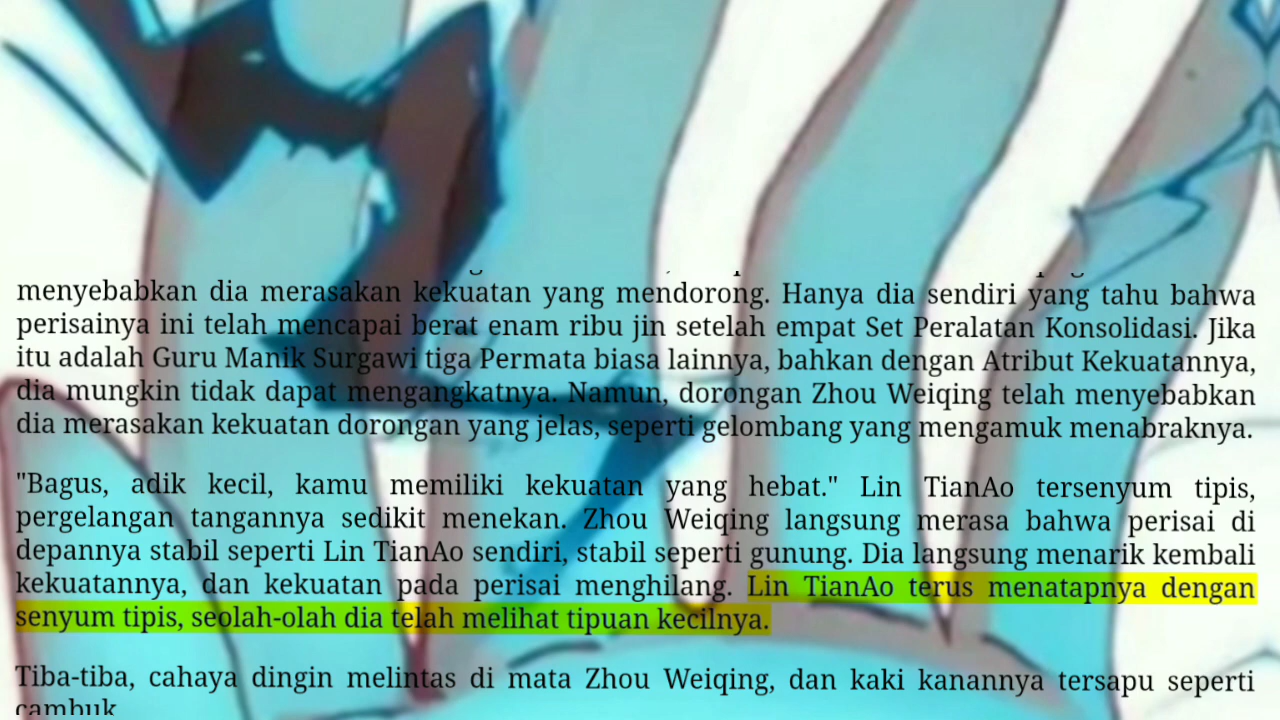 menyebabkan dia merasakan kekuatan yang mendorong. Hanya dia sendiri yang tahu bahwa
perisainya ini telah mencapai berat enam ribu jin setelah empat Set Peralatan Konsolidasi. Jika
itu adalah Guru Manik Surgawi tiga Permata biasa lainnya, bahkan dengan Atribut Kekuatannya,
dia mungkin tidak dapat mengangkatnya. Namun, dorongan Zhou Weiqing telah menyebabkan
dia merasakan kekuatan dorongan yang jelas, seperti gelombang yang mengamuk menabraknya.
"Bagus, adik kecil, kamu memiliki kekuatan yang hebat." Lin TianAo tersenyum tipis,
pergelangan tangannya sedikit menekan. Zhou Weiqing langsung merasa bahwa perisai di
depannya stabil seperti Lin TianAo sendiri, stabil seperti gunung. Dia langsung menarik kembali
kekuatannya, dan kekuatan pada perisai menghilang. Lin TianAo terus menatapnya dengan
senyum tipis, seolah-olah dia telah melihat tipuan kecilnya.
Tiba-tiba, cahaya dingin melintas di mata Zhou Weiqing, dan kaki kanannya tersapu seperti
cambuk